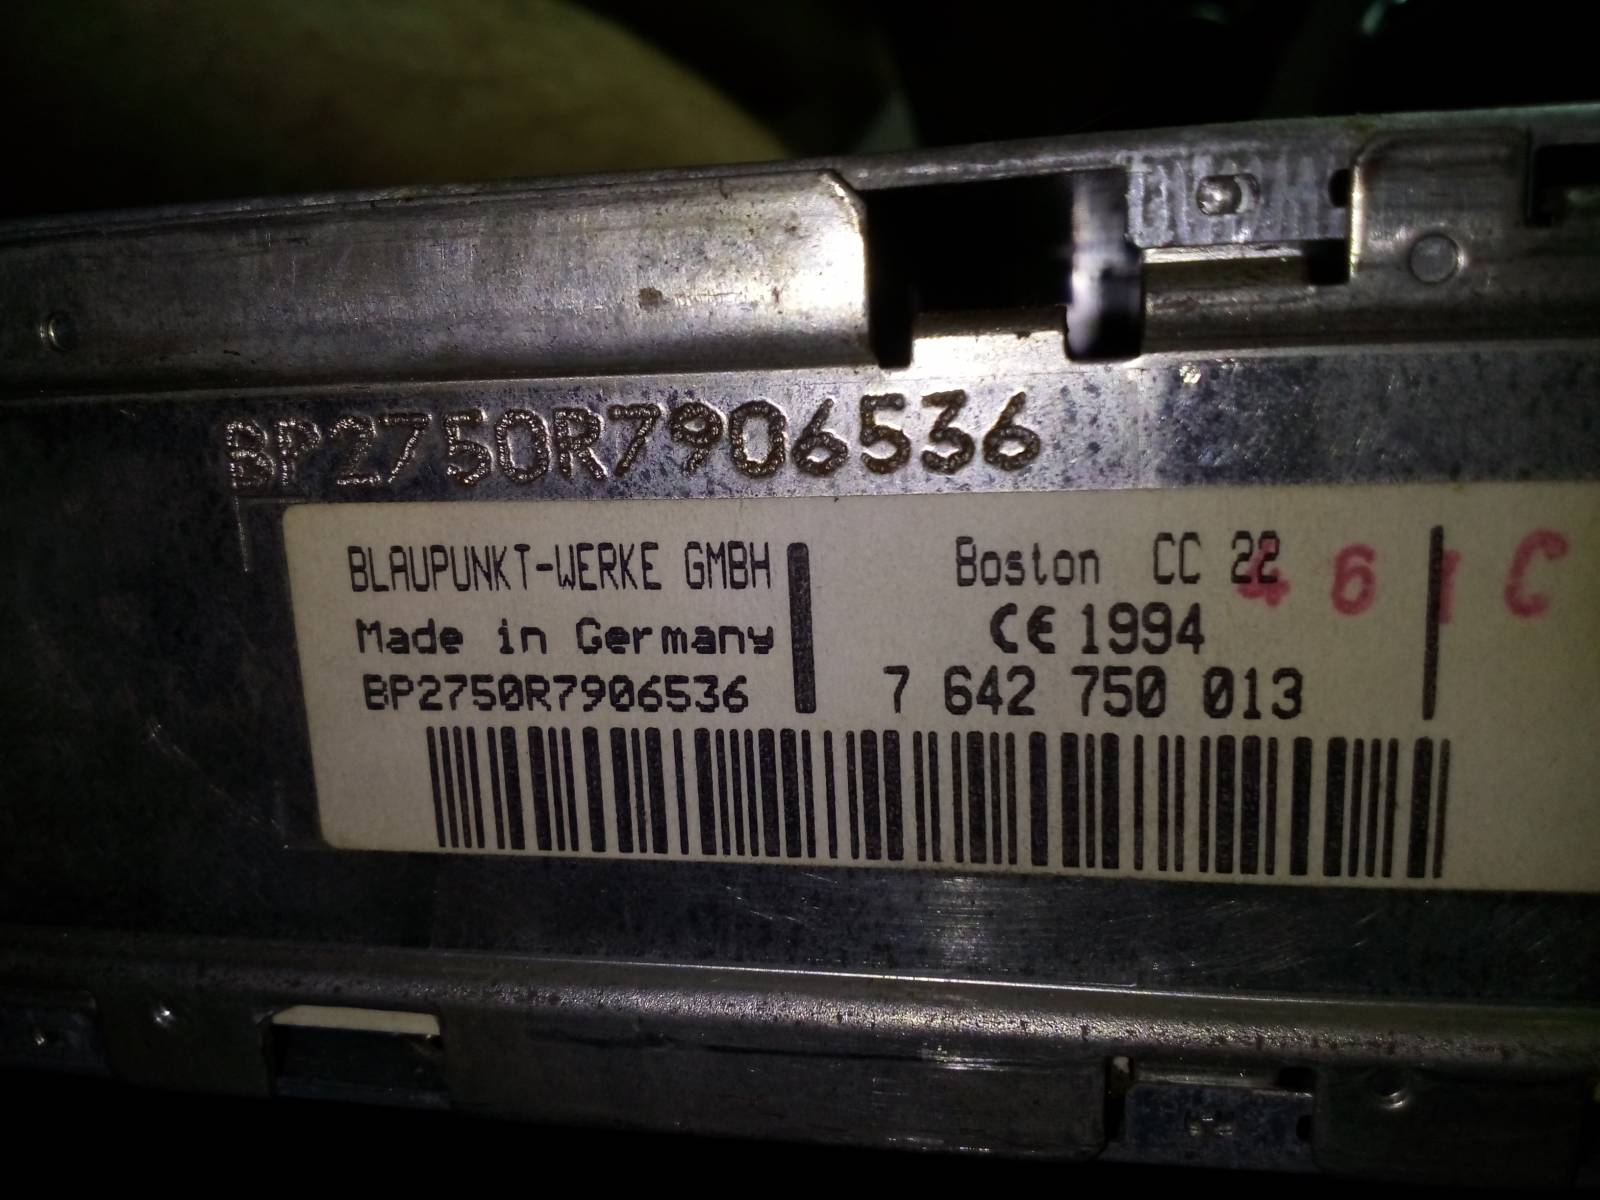 BP2750R7906536
BLAUPUNKT-WERKE GMBH
Made in Germany
BP2750R7906536
Boston CC 22
CE 1994
7 642 750 013